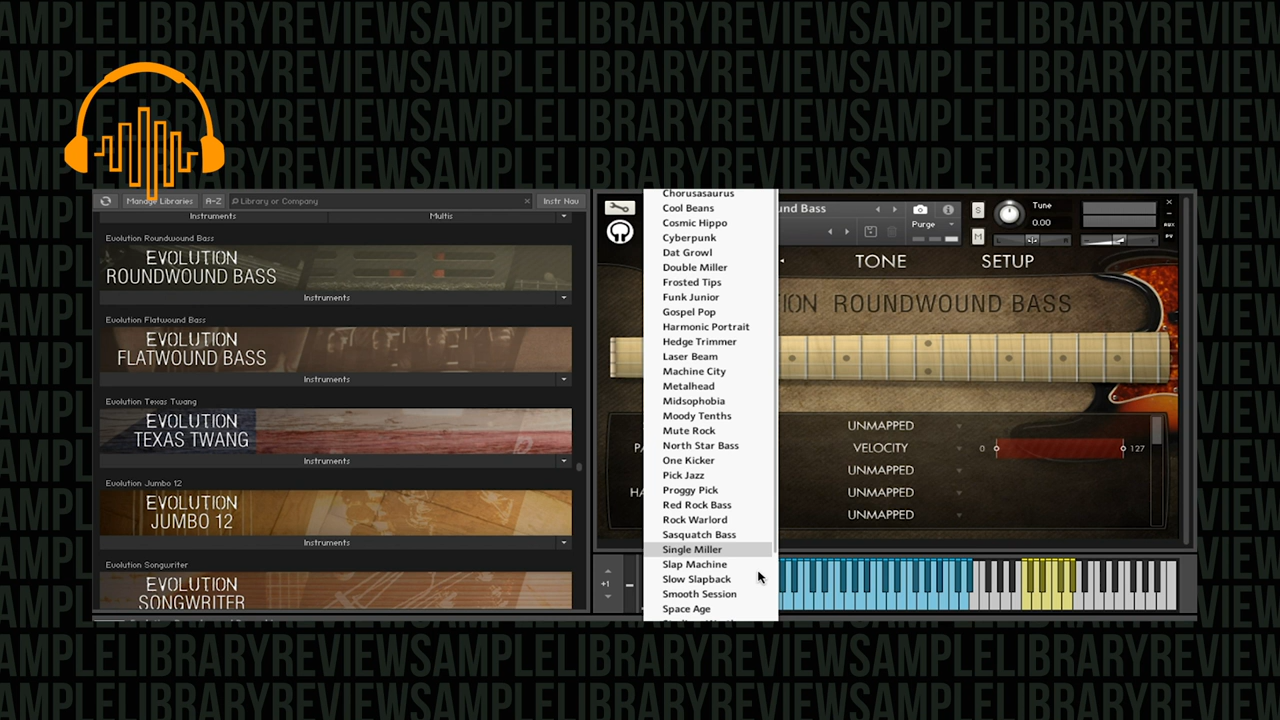 SAMPLELIBRARYREVIEW
Manage Libraries
A-Z
Library or Company
Instr Nav
Instruments
Multis
Evolution Roundwound Bass
EVOLUTION
ROUNDWOUND BASS
Instruments
Evolution Flatwound Bass
EVOLUTION
FLATWOUND BASS
Instruments
Evolution Texas Twang
EVOLUTION
TEXAS TWANG
Instruments
Evolution Jumbo 12
EVOLUTION
JUMBO 12
Instruments
Evolution Songwriter
EVOLUTION
SONGWRITER
Chorusasaurus
Cool Beans
Cosmic Hippo
Cyberpunk
Dat Growl
Double Miller
Frosted Tips
Funk Junior
Gospel Pop
Harmonic Portrait
Hedge Trimmer
Laser Beam
Machine City
Metalhead
Midsophobia
Moody Tenths
Mute Rock
North Star Bass
One Kicker
Pick Jazz
Proggy Pick
Red Rock Bass
Rock Warlord
Sasquatch Bass
Single Miller
Slap Machine
Slow Slapback
Smooth Session
Space Age
und Bass
Purge
S
M
Tune
0.00
AUX
PV
TONE
SETUP
ION ROUNDWOUND BASS
PA
HA
UNMAPPED
VELOCITY
0
127
UNMAPPED
UNMAPPED
UNMAPPED
+1